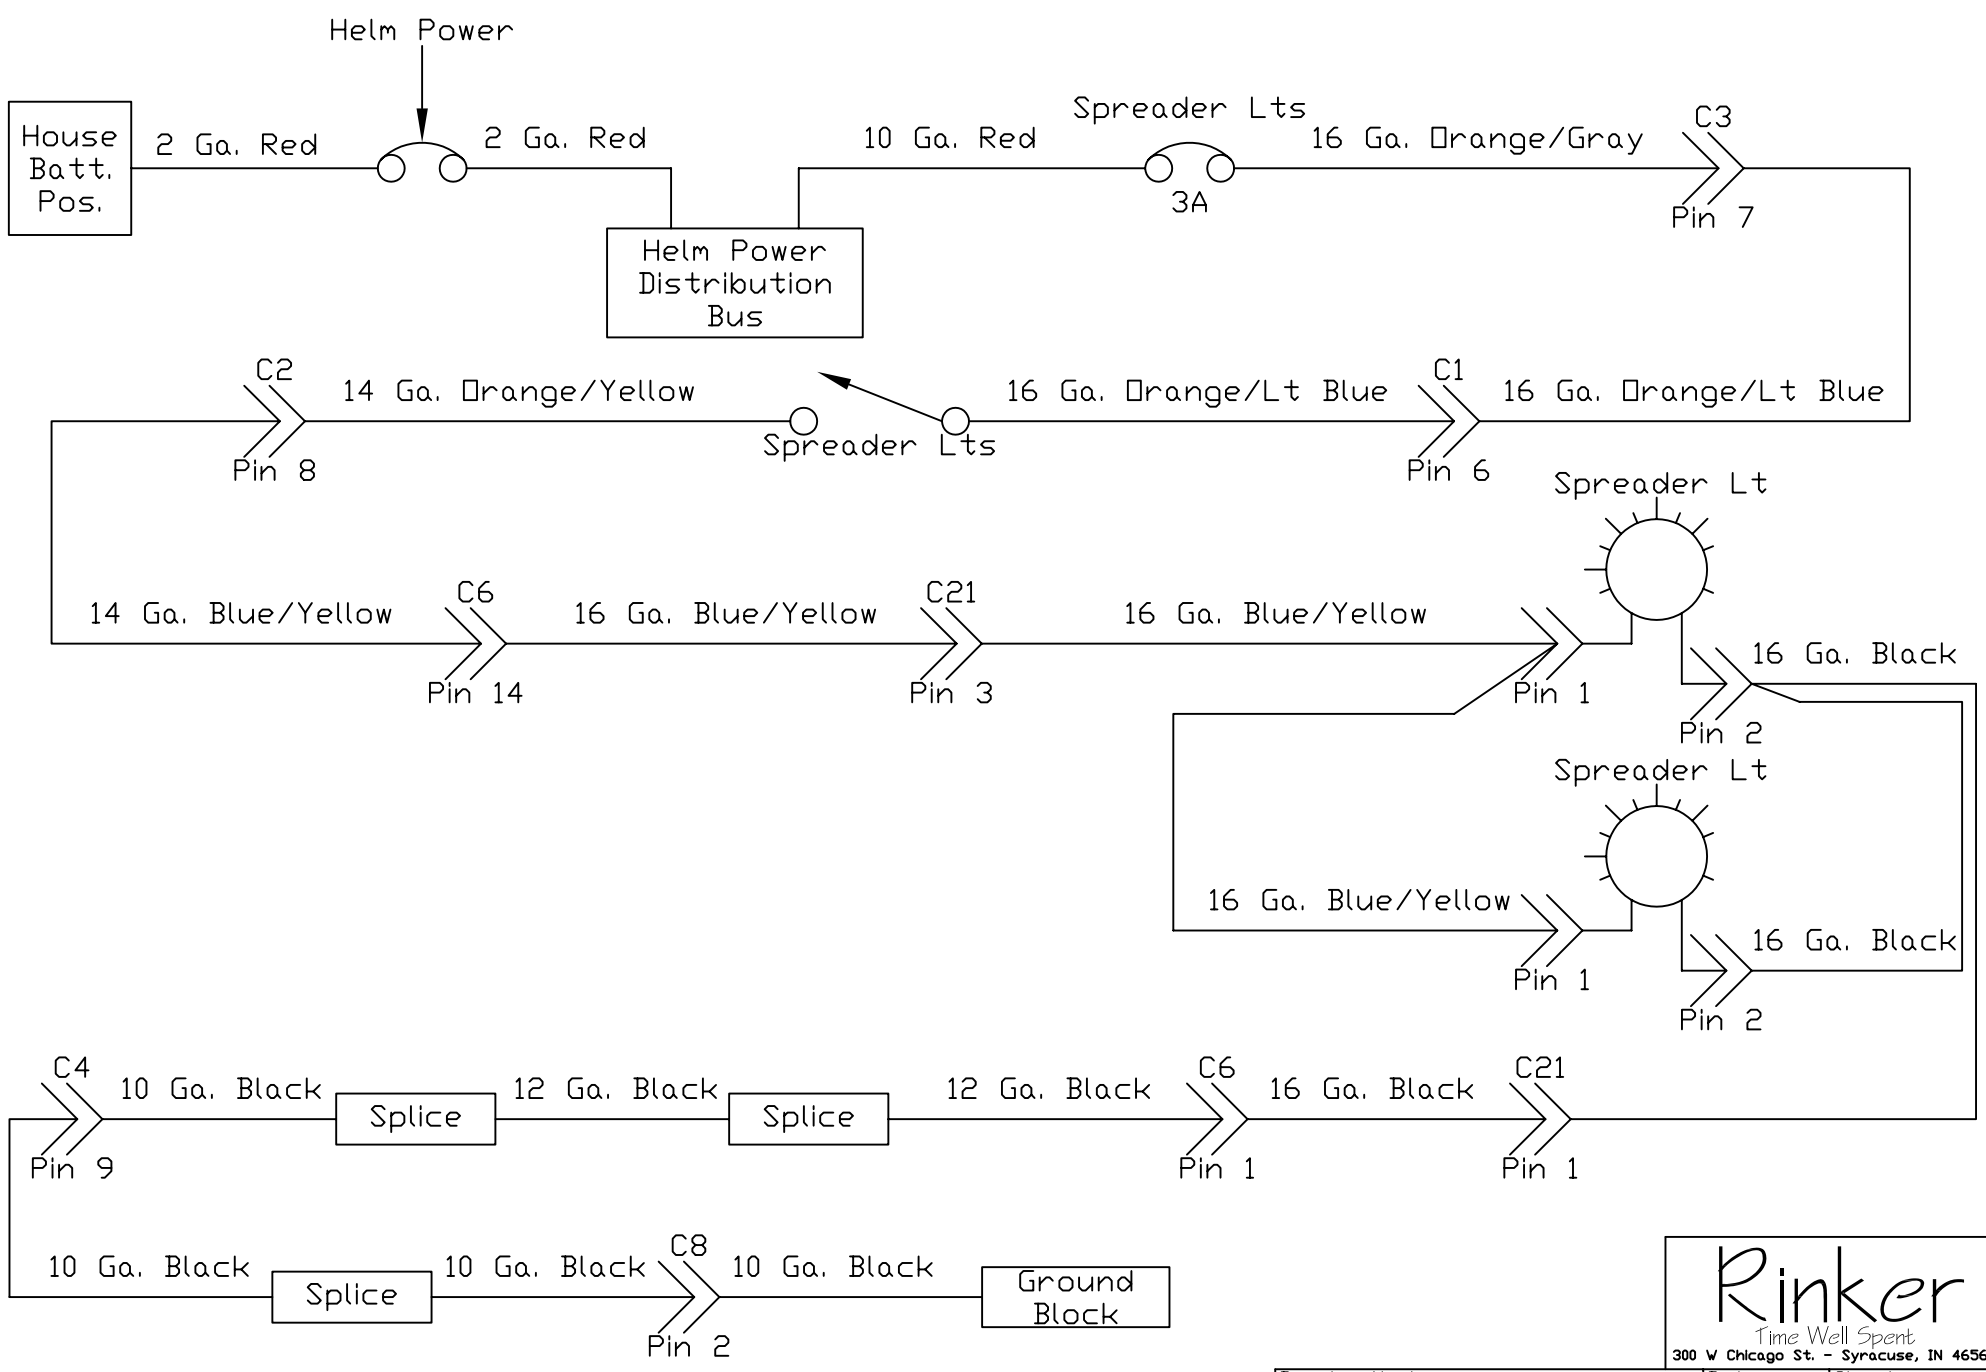 Helm Power
House
Batt.
Pos.
2 Ga. Red
2 Ga. Red
10 Ga. Red
Spreader Lts
3A
16 Ga. Orange/Gray
C3
Pin 7
Helm Power
Distribution
Bus
C2
Pin 8
14 Ga. Orange/Yellow
Spreader Lts
16 Ga. Orange/Lt Blue
C1
Pin 6
16 Ga. Orange/Lt Blue
Spreader Lt
14 Ga. Blue/Yellow
C6
Pin 14
16 Ga. Blue/Yellow
C21
Pin 3
16 Ga. Blue/Yellow
Pin 1
16 Ga. Black
Pin 2
Spreader Lt
16 Ga. Blue/Yellow
Pin 1
16 Ga. Black
Pin 2
C4
Pin 9
10 Ga. Black
Splice
12 Ga. Black
Splice
12 Ga. Black
C6
Pin 1
16 Ga. Black
C21
Pin 1
10 Ga. Black
Splice
10 Ga. Black
C8
Pin 2
10 Ga. Black
Ground
Block
Rinker
Time Well Spent
300 W Chicago St. - Syracuse, IN 4656